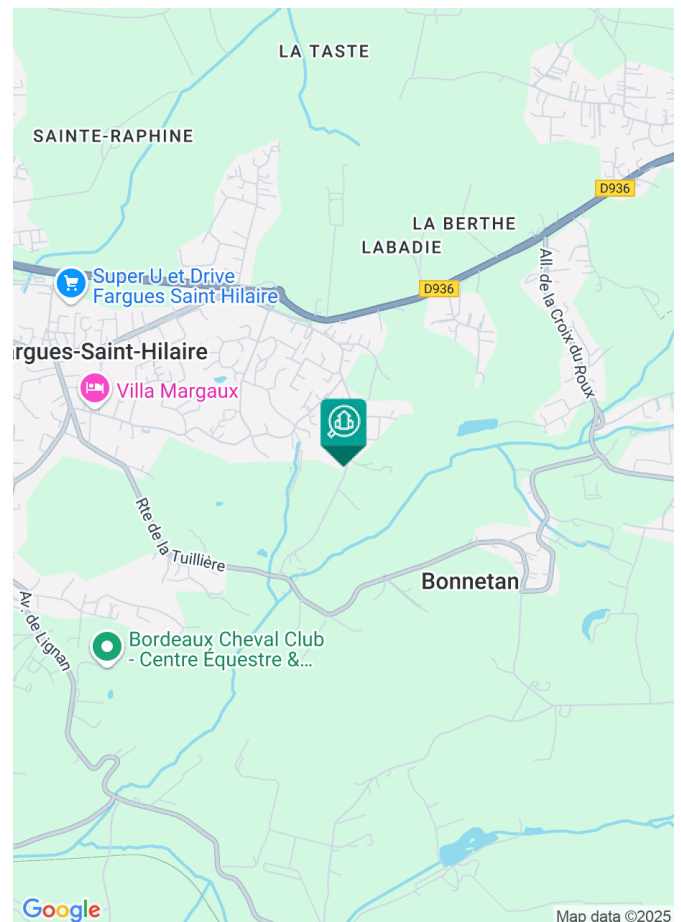 LA TASTE
SAINTE-RAPHINE
D936
LA BERTHE
LABADIE
Super U et Drive
Fargues Saint Hilaire
D936
All. de la Croix du Roux
rgues-Saint-Hilaire
Villa Margaux
Rte de la Tuillière
Bonnetan
Av. de Lignan
Bordeaux Cheval Club
- Centre Équestre &...
Google
Map data ©2025